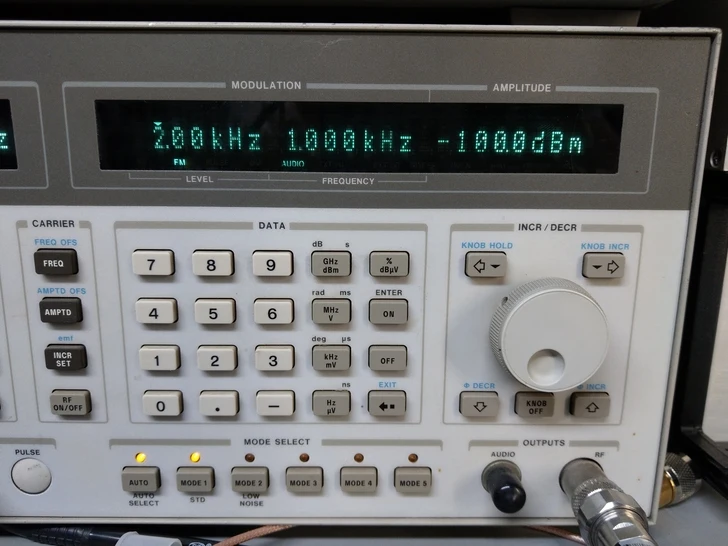 MODULATION AMPLITUDE
z 2.00kHz 1.000kHz -100.0dBm
FM AUDIO
LEVEL FREQUENCY
CARRIER DATA INCR / DECR
FREQ OFS dB s KNOB HOLD KNOB INCR
FREQ 7 8 9 GHz dBm % dBµV
AMPTD OFS rad ms ENTER
AMPTD 4 5 6 MHz V ON
emf deg µs
INCR SET 1 2 3 kHz mV OFF
ns EXIT Φ DECR Φ INCR
RF ON/OFF 0 . – Hz µV KNOB OFF
MODE SELECT OUTPUTS
PULSE AUDIO RF
AUTO MODE 1 MODE 2 MODE 3 MODE 4 MODE 5
AUTO SELECT STD LOW NOISE